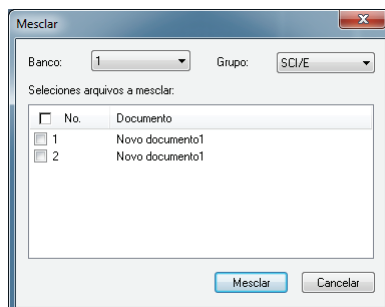 Mesclar
Banco: 1 Grupo: SCI/E
Seleciones arquivos a mesclar:
No. Documento
1 Novo documento1
2 Novo documento1
Mesclar Cancelar